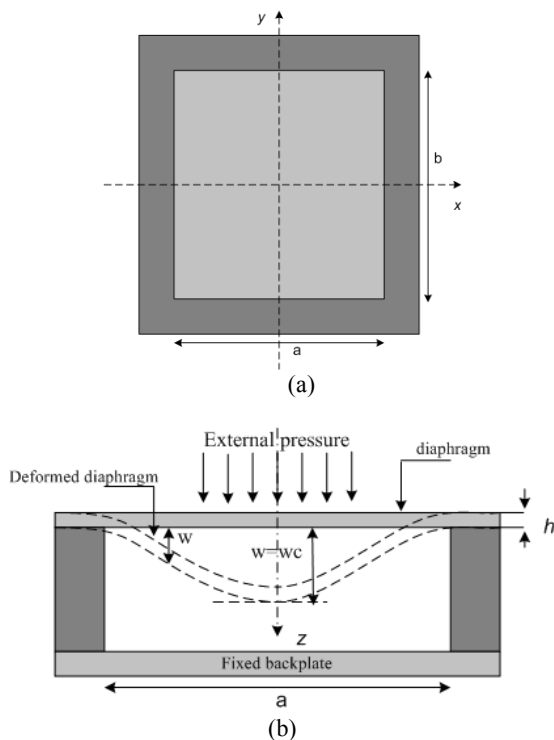 y
b
x
a
(a)
External pressure
diaphragm
Deformed diaphragm
h
w
w=wc
z
Fixed backplate
a
(b)